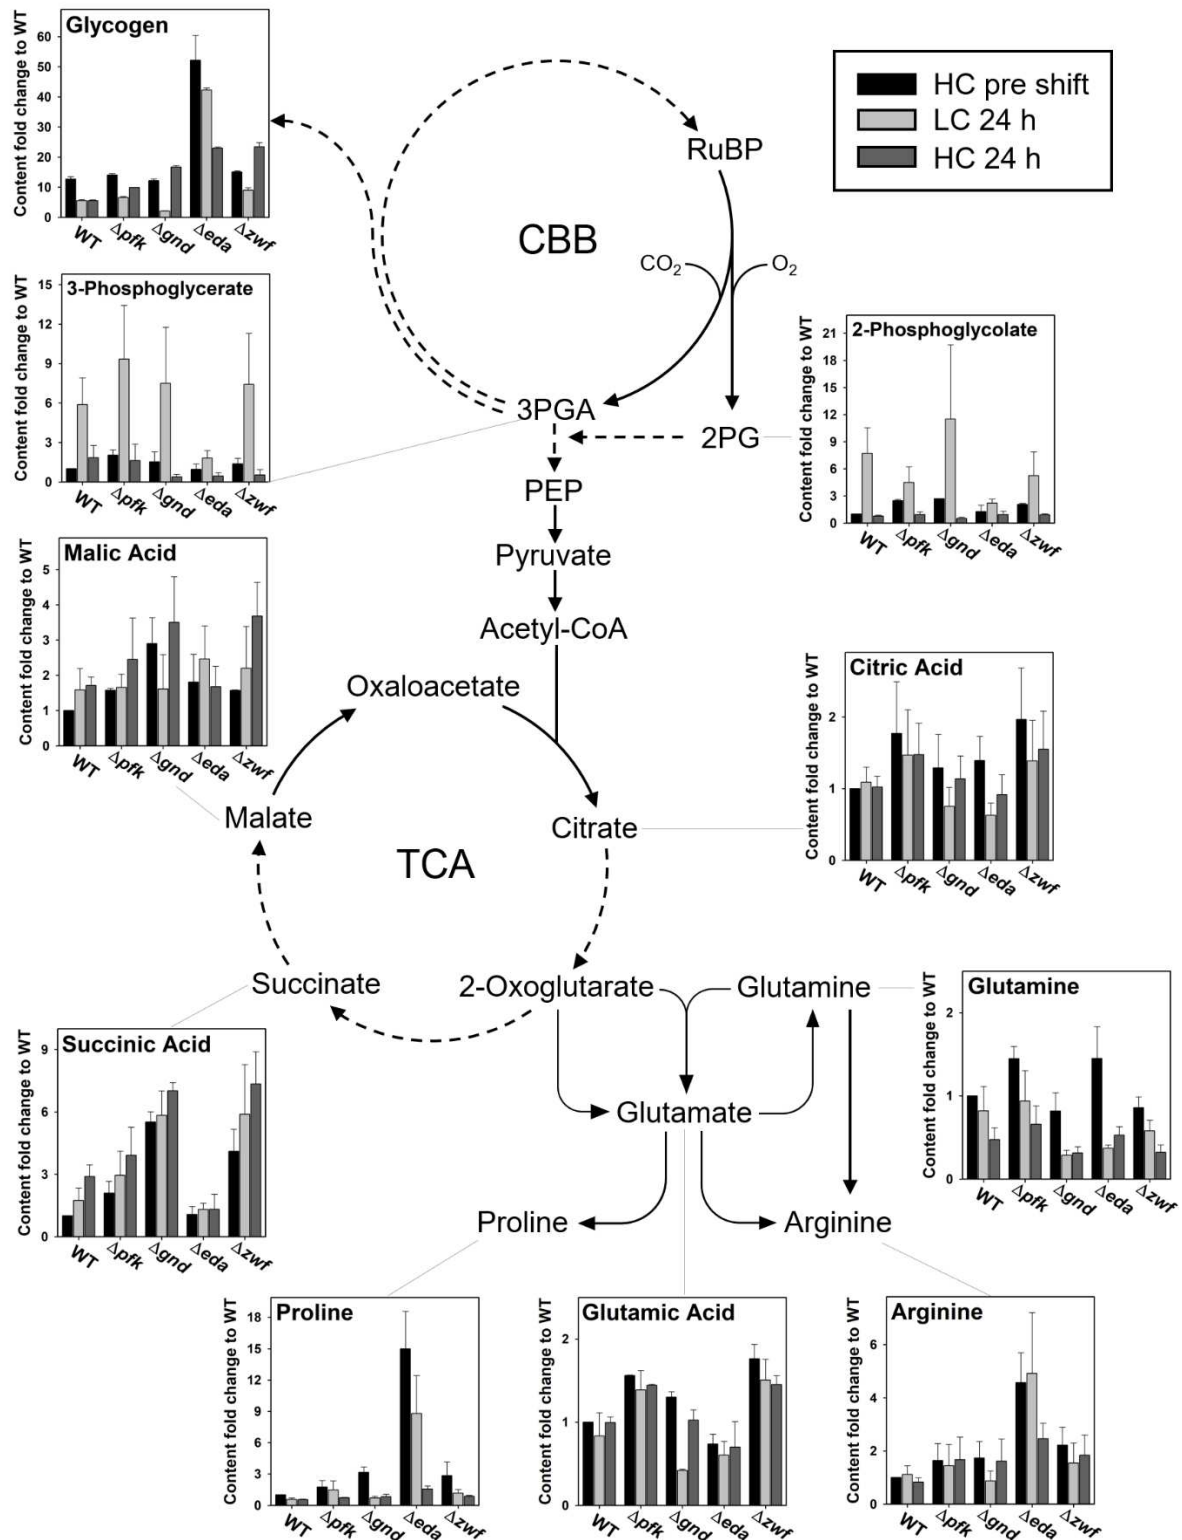 Glycogen
Content fold change to WT
60
50
40
30
20
10
0
WT Δpfk Δgnd Δeda Δzwf
HC pre shift
LC 24 h
HC 24 h
RuBP
CBB
CO2 O2
3-Phosphoglycerate
Content fold change to WT
15
12
9
6
3
0
WT Δpfk Δgnd Δeda Δzwf
2-Phosphoglycolate
Content fold change to WT
21
18
15
12
9
6
3
0
WT Δpfk Δgnd Δeda Δzwf
3PGA
2PG
PEP
Pyruvate
Acetyl-CoA
Malic Acid
Content fold change to WT
5
4
3
2
1
0
WT Δpfk Δgnd Δeda Δzwf
Oxaloacetate
Citric Acid
Content fold change to WT
2
1
0
WT Δpfk Δgnd Δeda Δzwf
Malate
Citrate
TCA
Succinate
2-Oxoglutarate
Glutamine
Glutamine
Content fold change to WT
2
1
0
WT Δpfk Δgnd Δeda Δzwf
Succinic Acid
Content fold change to WT
9
6
3
0
WT Δpfk Δgnd Δeda Δzwf
Glutamate
Proline
Arginine
Proline
Content fold change to WT
18
15
12
9
6
3
0
WT Δpfk Δgnd Δeda Δzwf
Glutamic Acid
Content fold change to WT
2
1
0
WT Δpfk Δgnd Δeda Δzwf
Arginine
Content fold change to WT
6
4
2
0
WT Δpfk Δgnd Δeda Δzwf